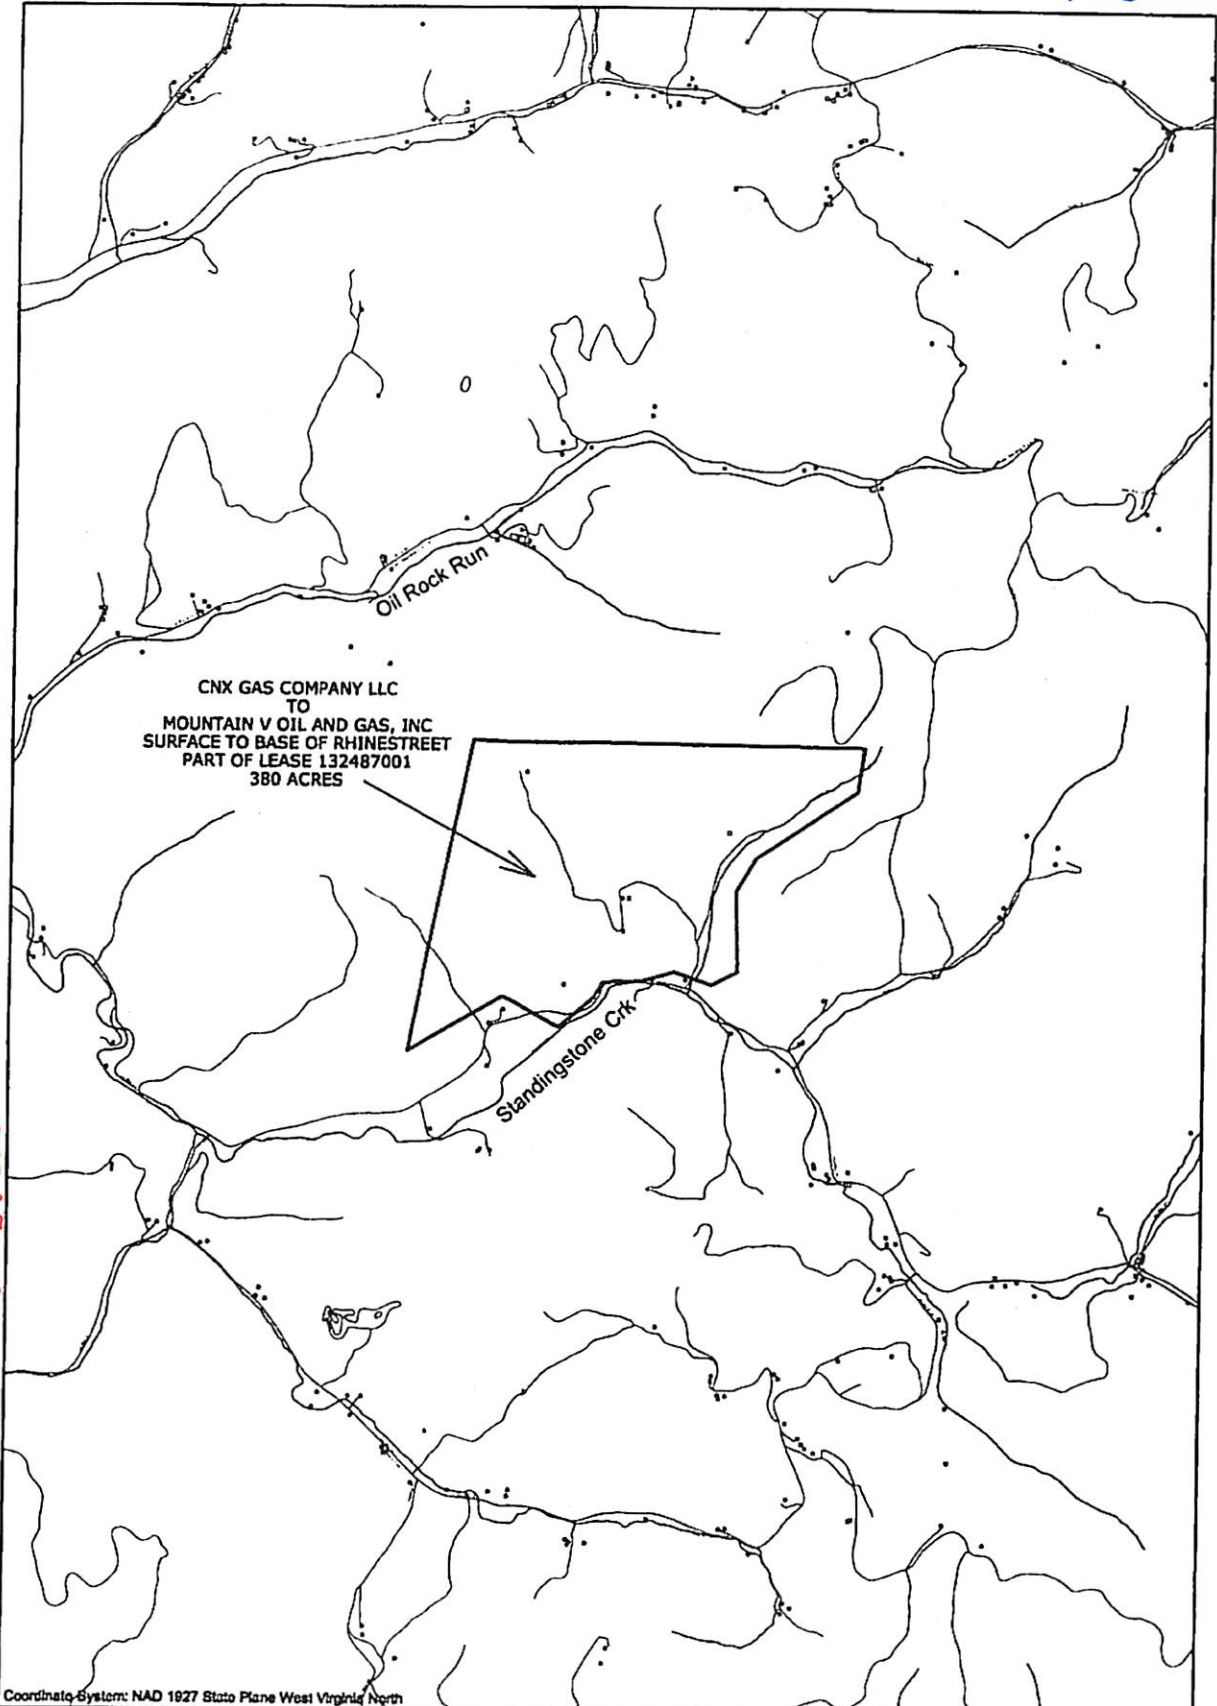 Oil Rock Run
CNX GAS COMPANY LLC
TO
MOUNTAIN V OIL AND GAS, INC
SURFACE TO BASE OF RHINESTREET
PART OF LEASE 132487001
380 ACRES
Standingstone Crk
Coordinate System: NAD 1927 State Plane West Virginia North